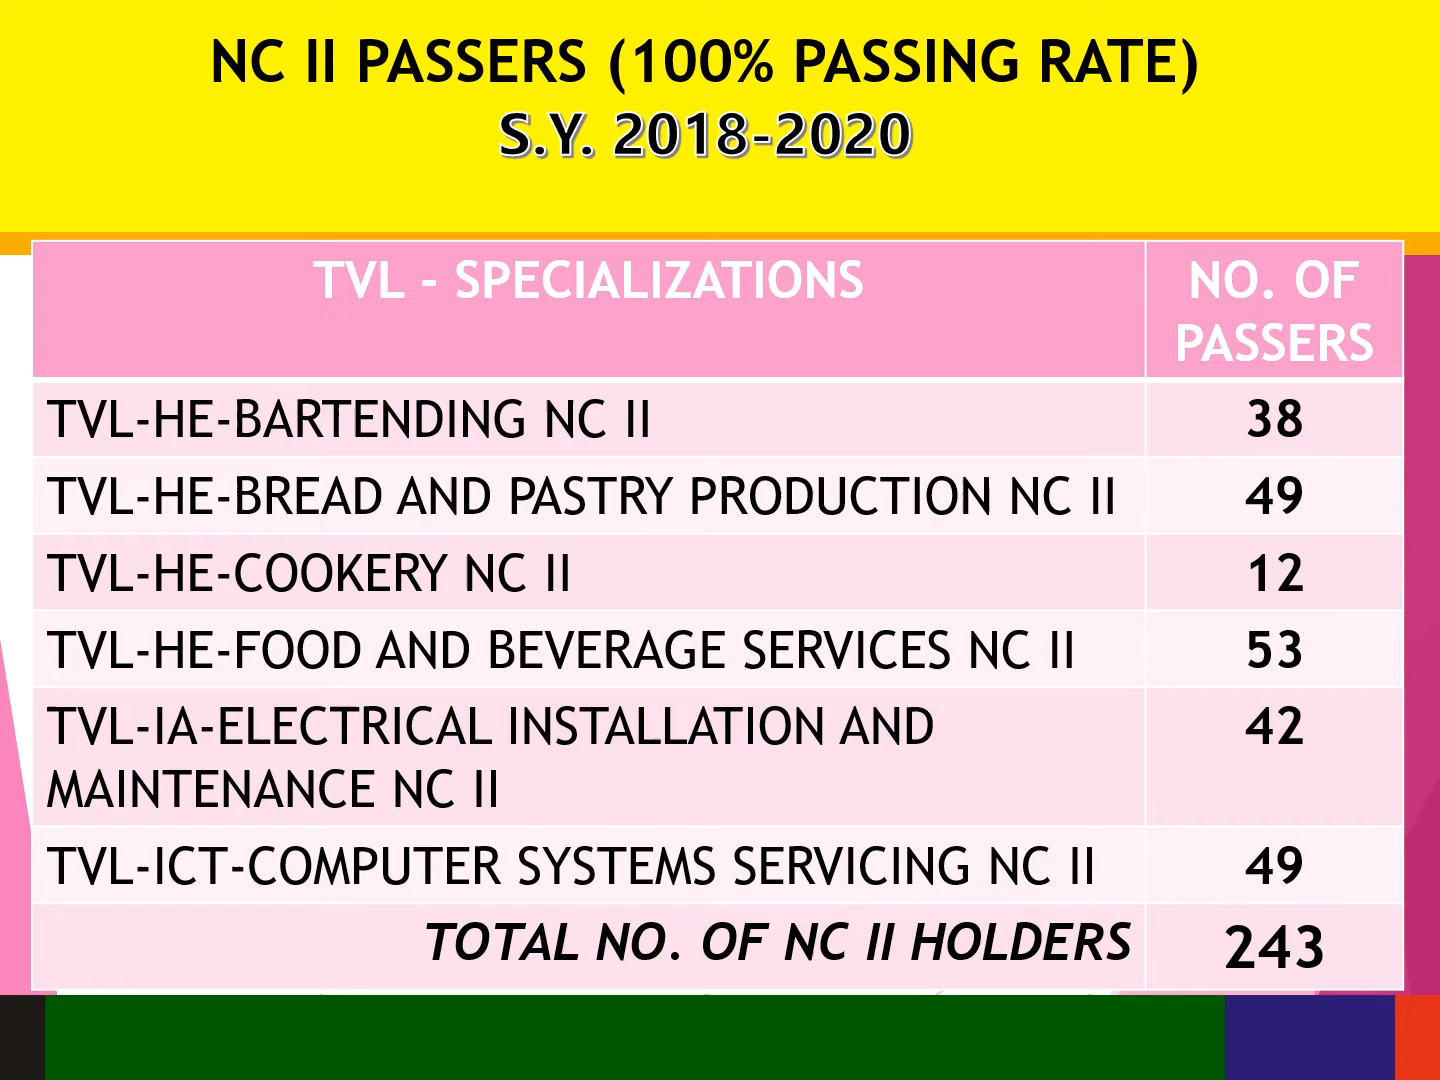 NC II PASSERS (100% PASSING RATE)
S.Y. 2018-2020
TVL - SPECIALIZATIONS
NO. OF
PASSERS
TVL-HE-BARTENDING NC II
38
TVL-HE-BREAD AND PASTRY PRODUCTION NC II
49
TVL-HE-COOKERY NC II
12
TVL-HE-FOOD AND BEVERAGE SERVICES NC II
53
TVL-IA-ELECTRICAL INSTALLATION AND
MAINTENANCE NC II
42
TVL-ICT-COMPUTER SYSTEMS SERVICING NC II
49
TOTAL NO. OF NC II HOLDERS
243